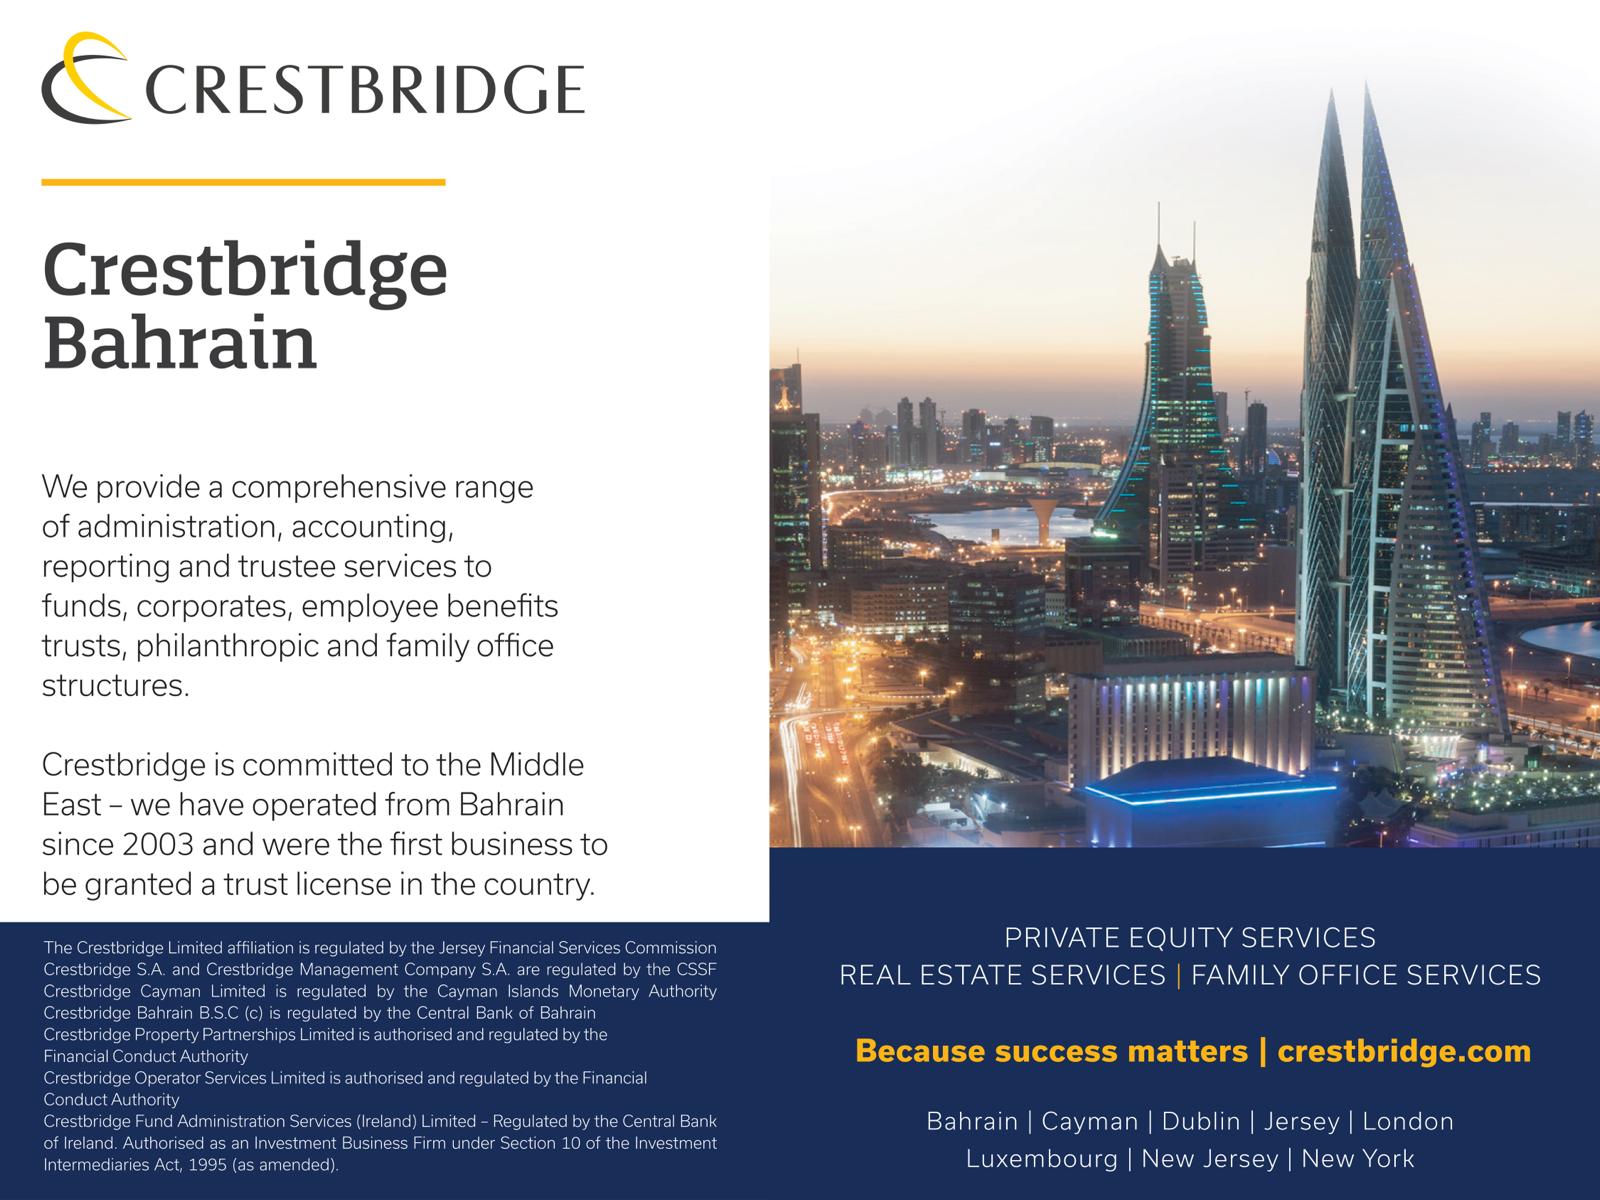 CRESTBRIDGE
Crestbridge
Bahrain
We provide a comprehensive range
of administration, accounting,
reporting and trustee services to
funds, corporates, employee benefits
trusts, philanthropic and family office
structures.
Crestbridge is committed to the Middle
East – we have operated from Bahrain
since 2003 and were the first business to
be granted a trust license in the country.
The Crestbridge Limited affiliation is regulated by the Jersey Financial Services Commission
Crestbridge S.A. and Crestbridge Management Company S.A. are regulated by the CSSF
Crestbridge Cayman Limited is regulated by the Cayman Islands Monetary Authority
Crestbridge Bahrain B.S.C (c) is regulated by the Central Bank of Bahrain
Crestbridge Property Partnerships Limited is authorised and regulated by the
Financial Conduct Authority
Crestbridge Operator Services Limited is authorised and regulated by the Financial
Conduct Authority
Crestbridge Fund Administration Services (Ireland) Limited – Regulated by the Central Bank
of Ireland. Authorised as an Investment Business Firm under Section 10 of the Investment
Intermediaries Act, 1995 (as amended).
PRIVATE EQUITY SERVICES
REAL ESTATE SERVICES | FAMILY OFFICE SERVICES
Because success matters | crestbridge.com
Bahrain | Cayman | Dublin | Jersey | London
Luxembourg | New Jersey | New York